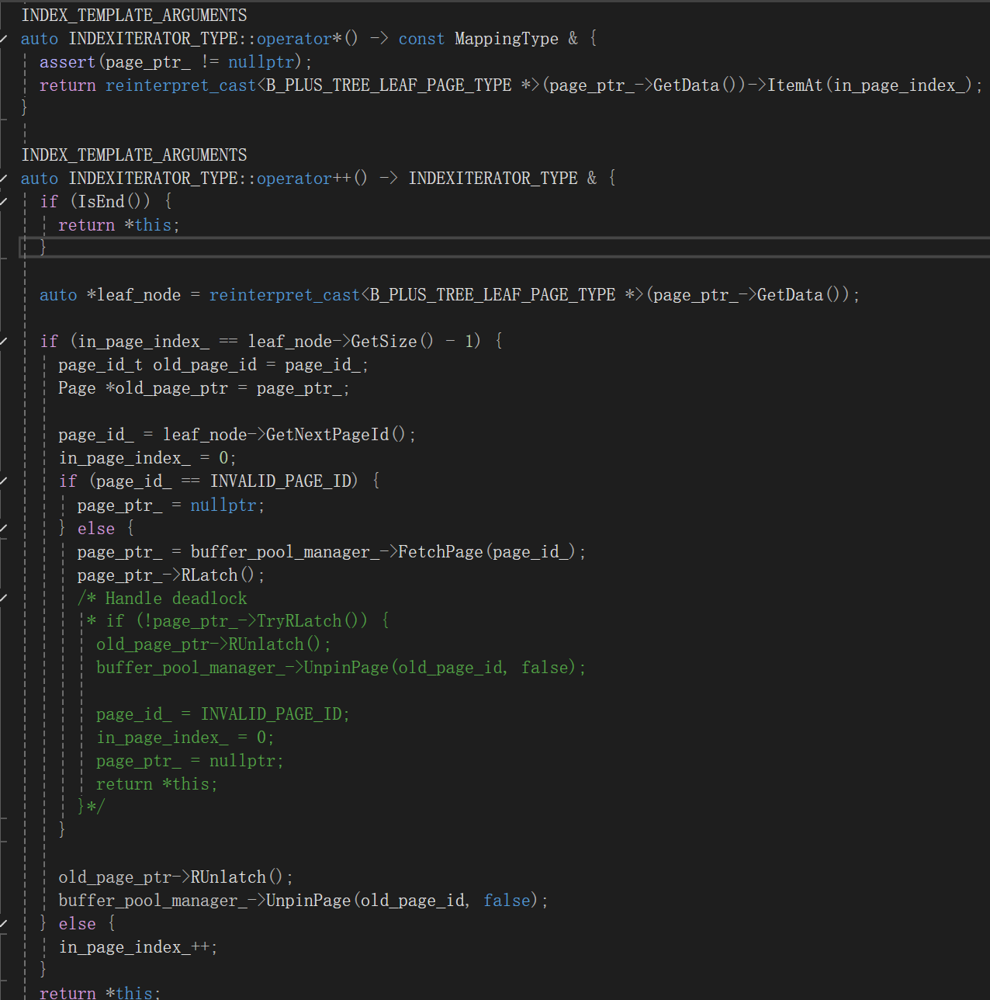 INDEX_TEMPLATE_ARGUMENTS
auto INDEXITERATOR_TYPE::operator*() -> const MappingType & {
  assert(page_ptr_ != nullptr);
  return reinterpret_cast<B_PLUS_TREE_LEAF_PAGE_TYPE *>(page_ptr_->GetData())->ItemAt(in_page_index_);
}

INDEX_TEMPLATE_ARGUMENTS
auto INDEXITERATOR_TYPE::operator++() -> INDEXITERATOR_TYPE & {
  if (IsEnd()) {
    return *this;
  }

  auto *leaf_node = reinterpret_cast<B_PLUS_TREE_LEAF_PAGE_TYPE *>(page_ptr_->GetData());

  if (in_page_index_ == leaf_node->GetSize() - 1) {
    page_id_t old_page_id = page_id_;
    Page *old_page_ptr = page_ptr_;

    page_id_ = leaf_node->GetNextPageId();
    in_page_index_ = 0;
    if (page_id_ == INVALID_PAGE_ID) {
      page_ptr_ = nullptr;
    } else {
      page_ptr_ = buffer_pool_manager_->FetchPage(page_id_);
      page_ptr_->RLatch();
      /* Handle deadlock
       * if (!page_ptr_->TryRLatch()) {
        old_page_ptr->RUnlatch();
        buffer_pool_manager_->UnpinPage(old_page_id, false);

        page_id_ = INVALID_PAGE_ID;
        in_page_index_ = 0;
        page_ptr_ = nullptr;
        return *this;
      }*/
    }

    old_page_ptr->RUnlatch();
    buffer_pool_manager_->UnpinPage(old_page_id, false);
  } else {
    in_page_index_++;
  }
  return *this;